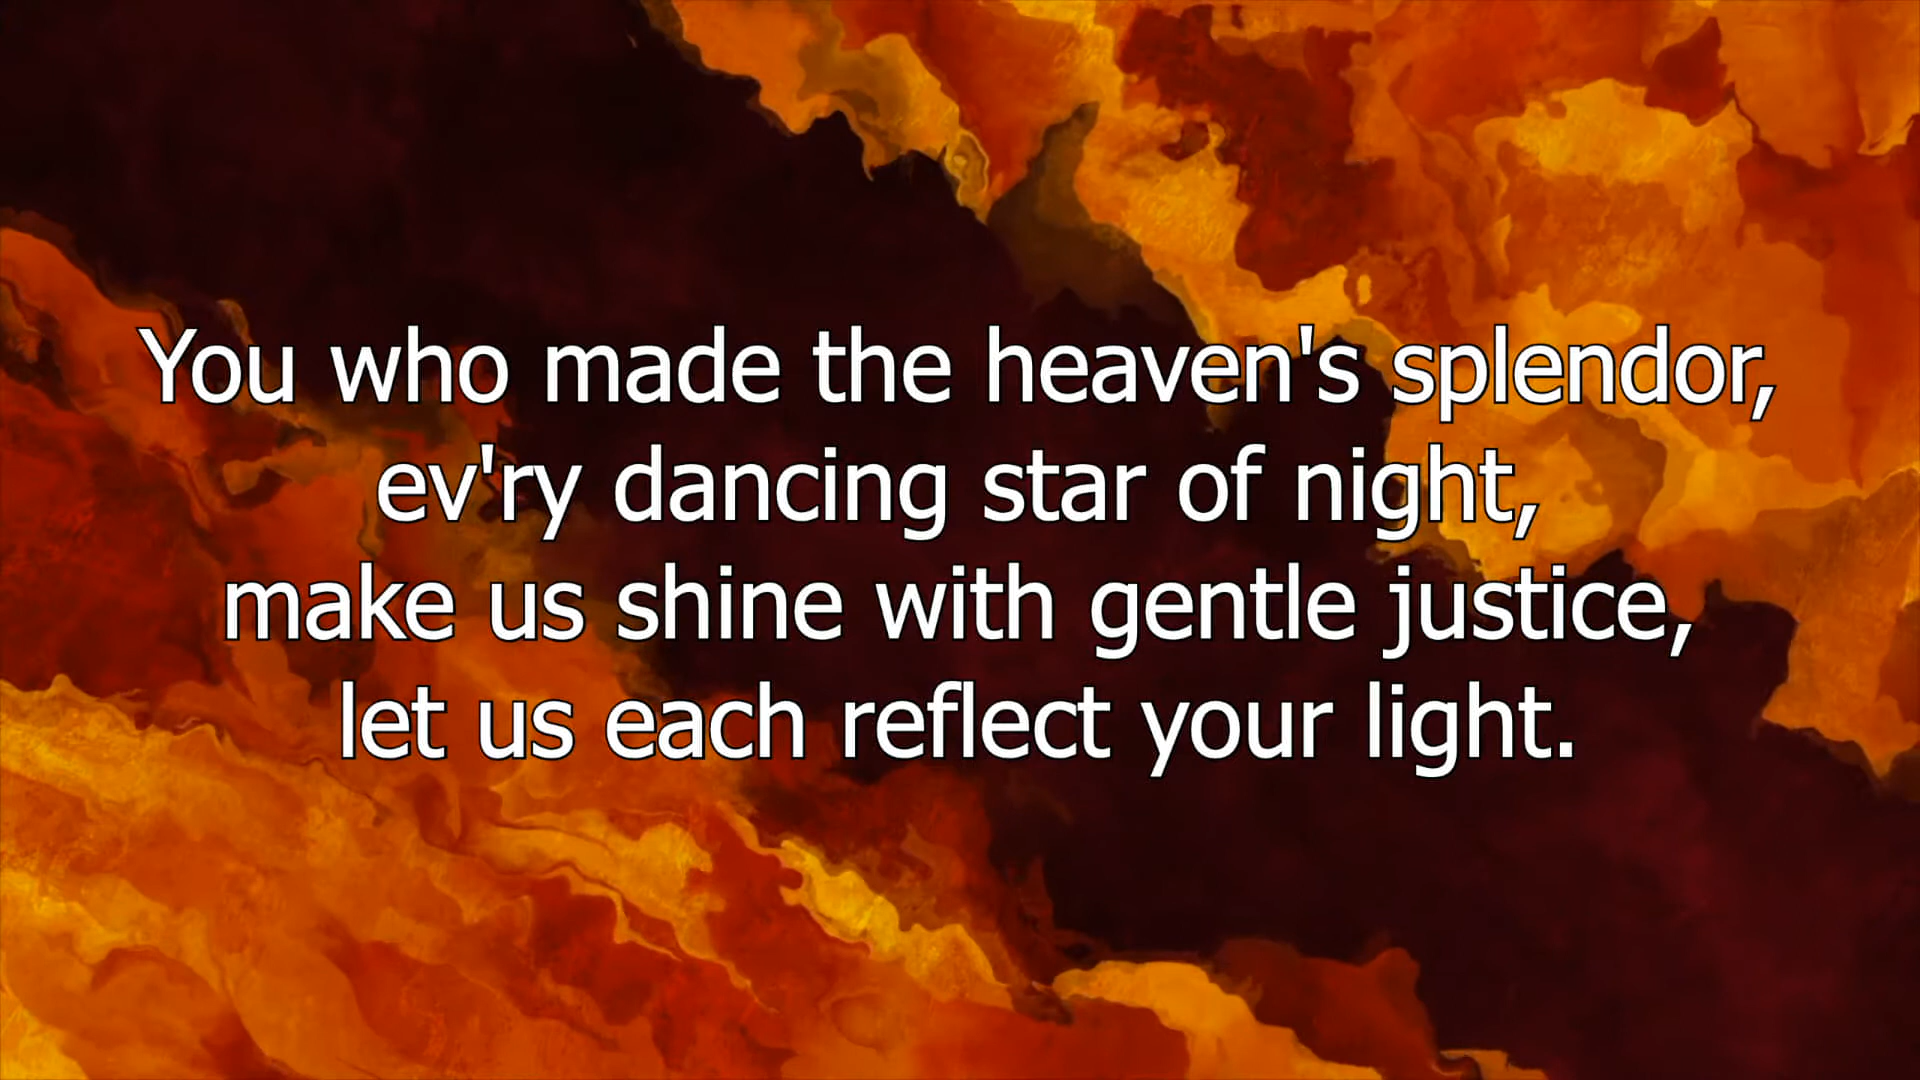 You who made the heaven's splendor,
ev'ry dancing star of night,
make us shine with gentle justice,
let us each reflect your light.